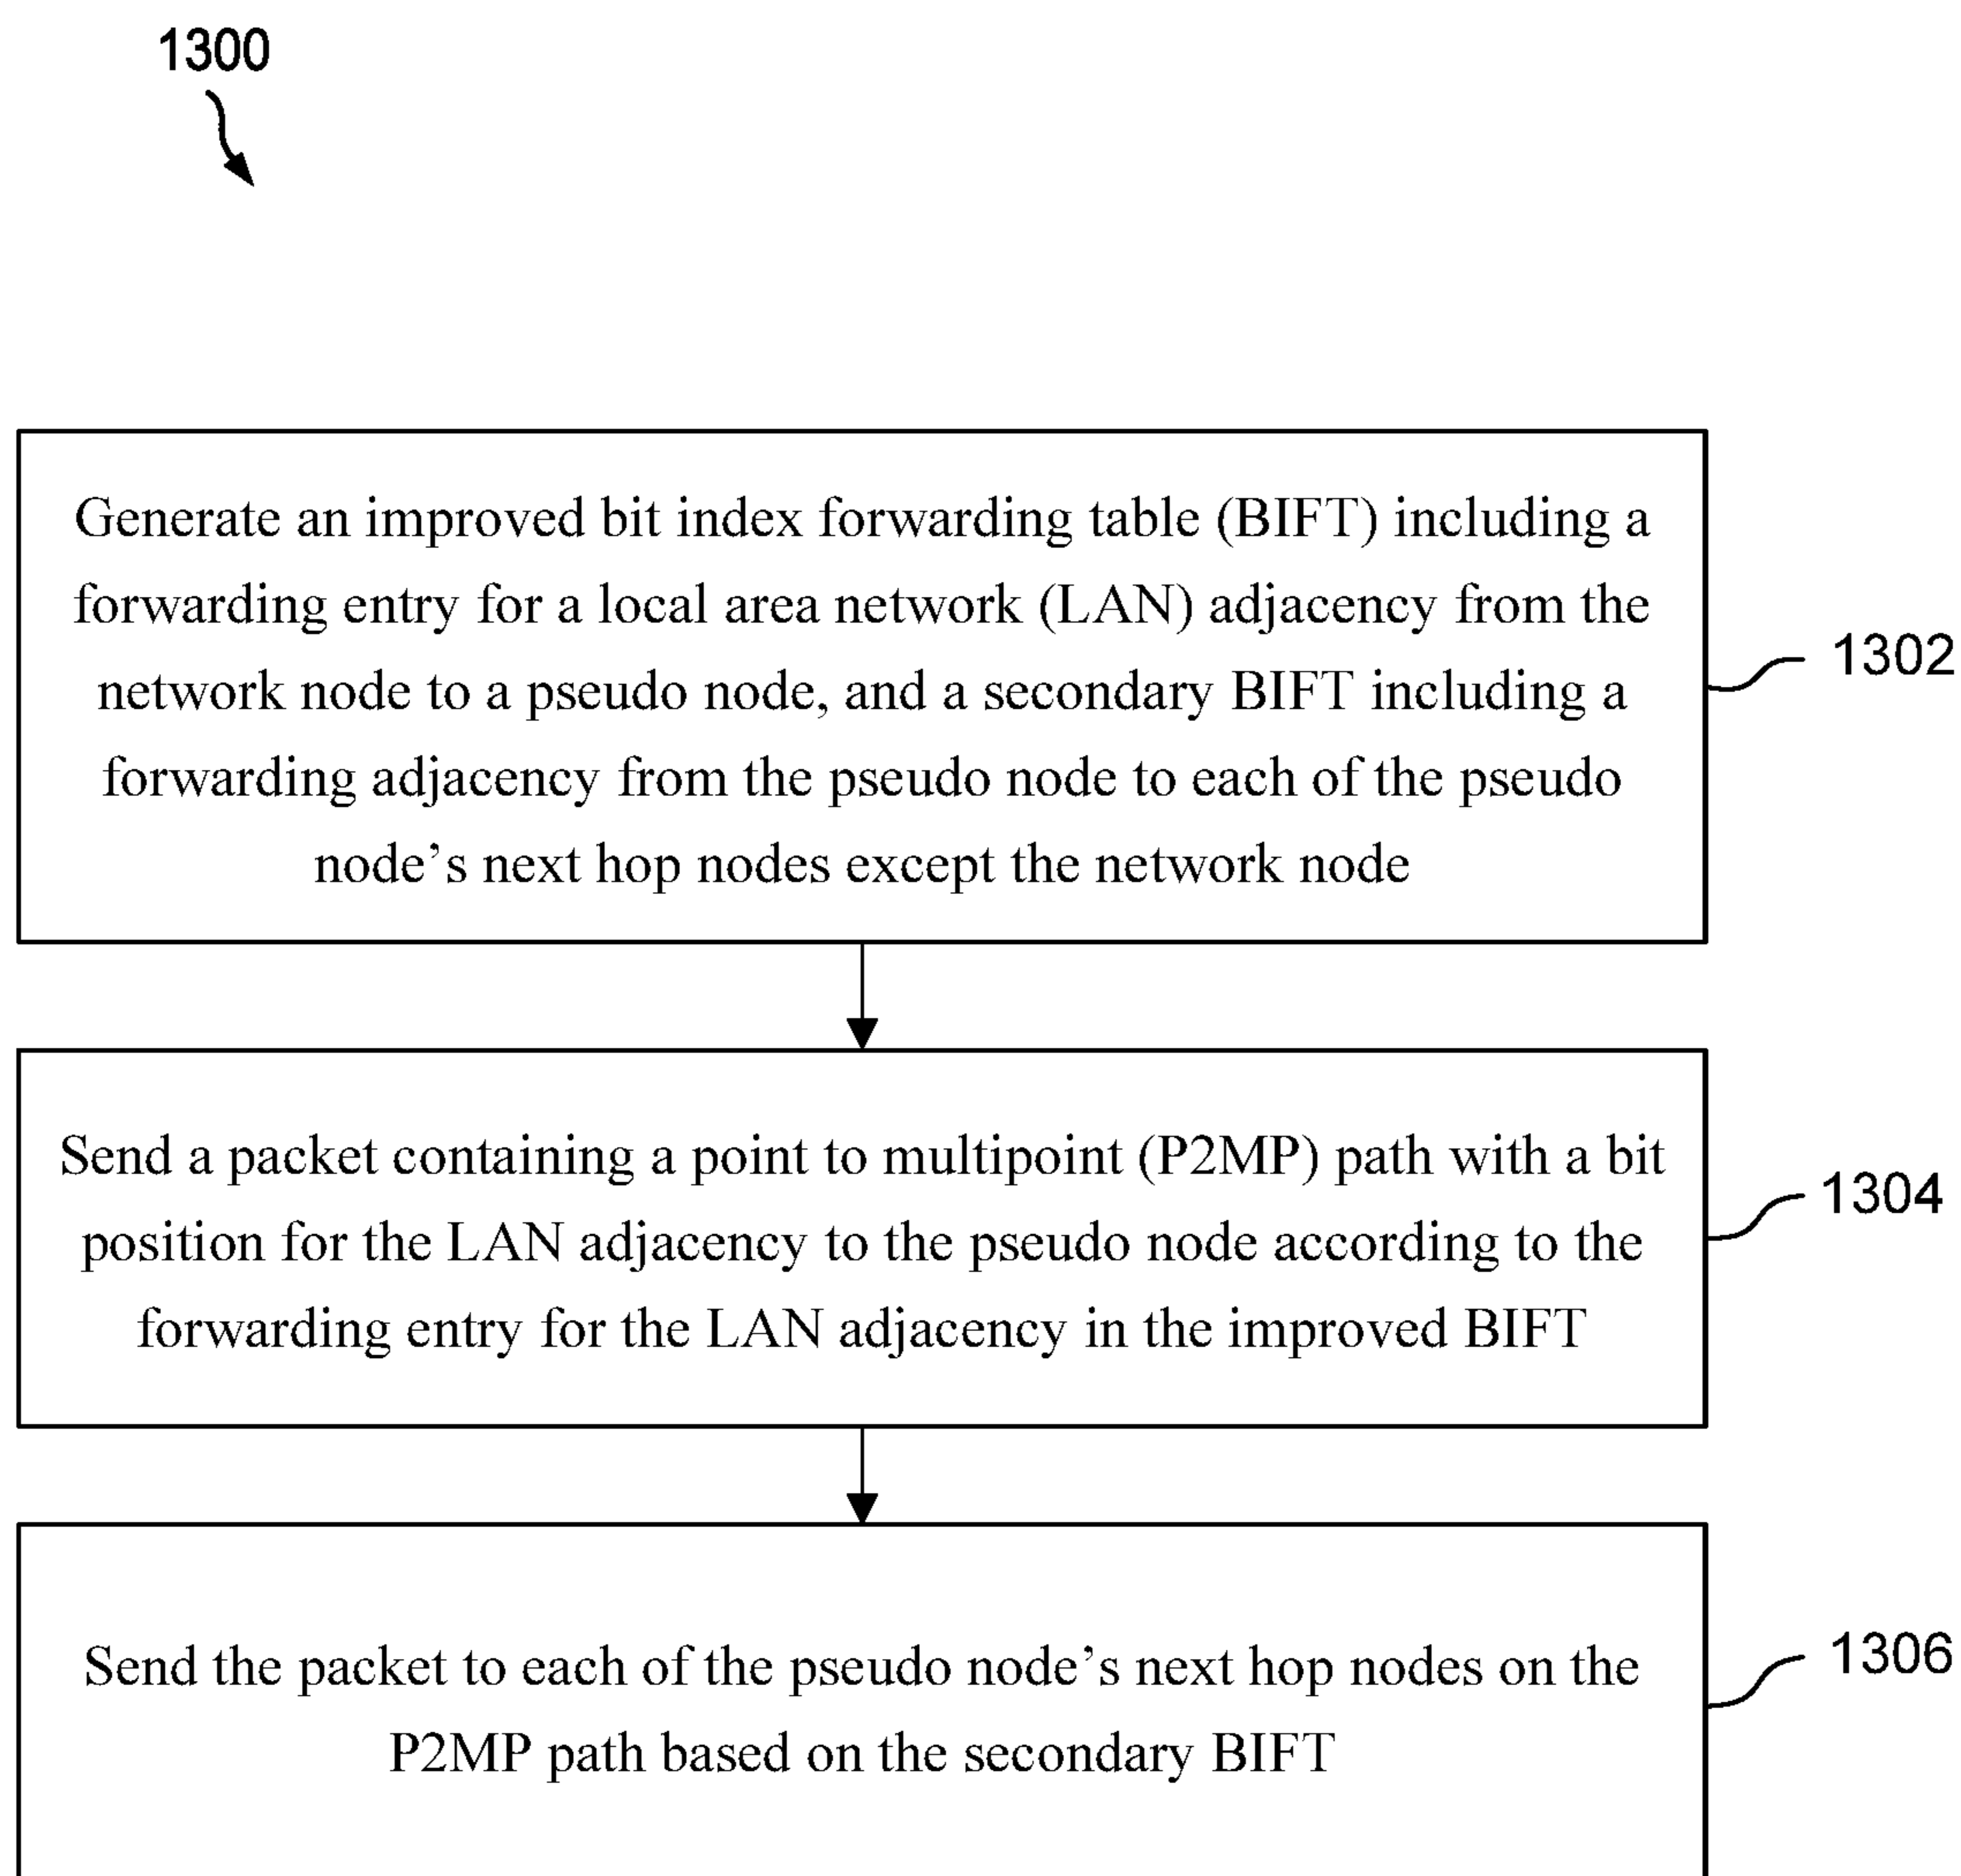 1300
Generate an improved bit index forwarding table (BIFT) including a
forwarding entry for a local area network (LAN) adjacency from the
network node to a pseudo node, and a secondary BIFT including a
forwarding adjacency from the pseudo node to each of the pseudo
node’s next hop nodes except the network node
1302
Send a packet containing a point to multipoint (P2MP) path with a bit
position for the LAN adjacency to the pseudo node according to the
forwarding entry for the LAN adjacency in the improved BIFT
1304
Send the packet to each of the pseudo node’s next hop nodes on the
P2MP path based on the secondary BIFT
1306